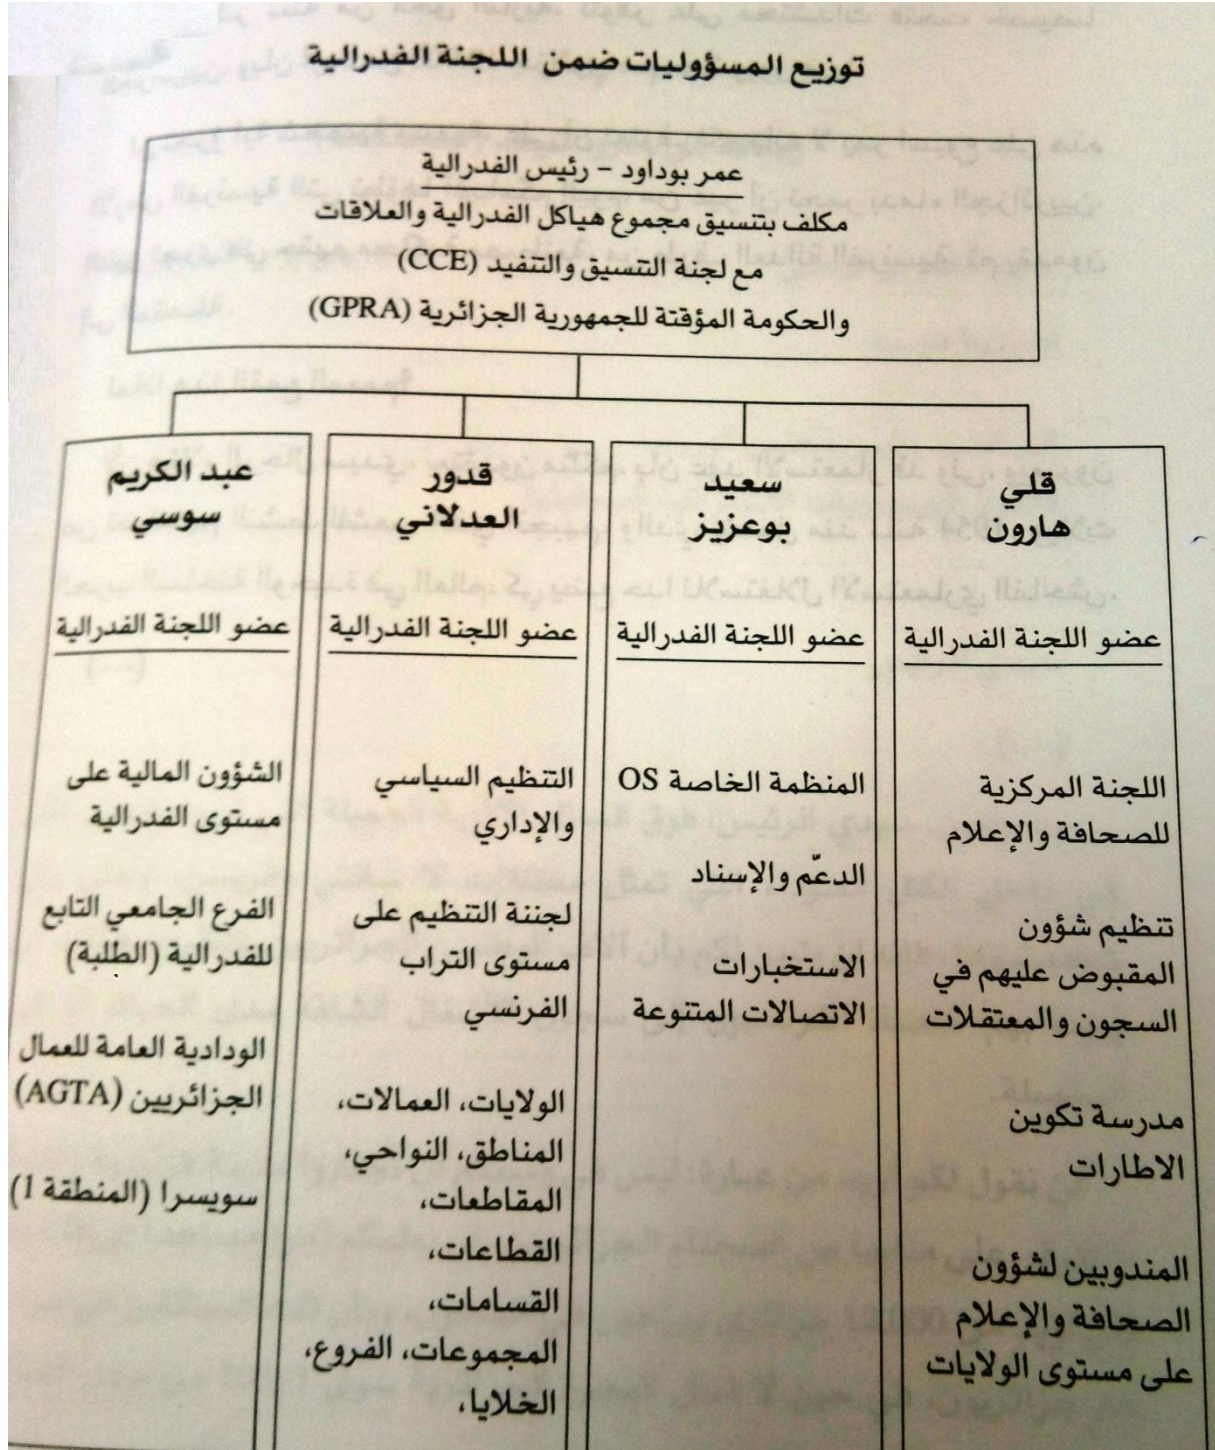 توزيع المسؤوليات ضمن اللجنة الفدرالية
عمر بوداود – رئيس الفدرالية
مكلف بتنسيق مجموع هياكل الفدرالية والعلاقات
مع لجنة التنسيق والتنفيد (CCE)
والحكومة المؤقتة للجمهورية الجزائرية (GPRA)
قلي
هارون
عضو اللجنة الفدرالية
اللجنة المركزية
للصحافة والإعلام
تنظيم شؤون
المقبوض عليهم في
السجون والمعتقلات
مدرسة تكوين
الاطارات
المندوبين لشؤون
الصحافة والإعلام
على مستوى الولايات
سعيد
بوعزيز
عضو اللجنة الفدرالية
المنظمة الخاصة OS
الدعّم والإسناد
الاستخبارات
الاتصالات المتنوعة
قدور
العدلاني
عضو اللجنة الفدرالية
التنظيم السياسي
والإداري
لجننة التنظيم على
مستوى التراب
الفرنسي
الولايات، العمالات،
المناطق، النواحي،
المقاطعات،
القطاعات،
القسامات،
المجموعات، الفروع،
الخلايا،
عبد الكريم
سوسي
عضو اللجنة الفدرالية
الشؤون المالية على
مستوى الفدرالية
الفرع الجامعي التابع
للفدرالية (الطلبة)
الودادية العامة للعمال
الجزائريين (AGTA)
سويسرا (المنطقة 1)